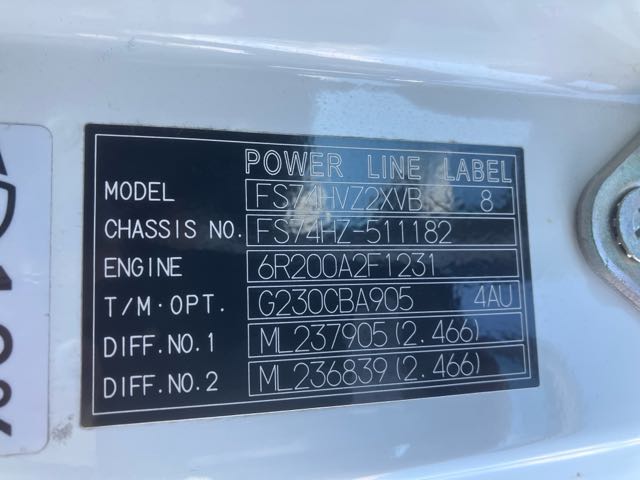 POWER LINE LABEL
MODEL FS74HVZ2XVB 8
CHASSIS NO. FS74HZ-511182
ENGINE 6R200A2F1231
T/M·OPT. G230CBA905 4AU
DIFF.NO.1 ML237905(2.466)
DIFF.NO.2 ML236839(2.466)